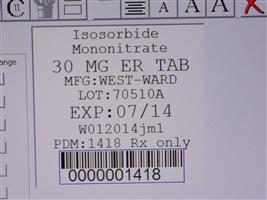 ange
Isosorbide
Mononitrate
30 MG ER TAB
MFG:WEST-WARD
LOT:70510A
EXP:07/14
W012014jm1
PDM:1418 Rx only
0000001418